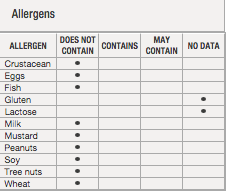 Allergens
ALLERGEN DOES NOT CONTAIN CONTAINS MAY CONTAIN NO DATA
Crustacean •
Eggs •
Fish •
Gluten •
Lactose •
Milk •
Mustard •
Peanuts •
Soy •
Tree nuts •
Wheat •